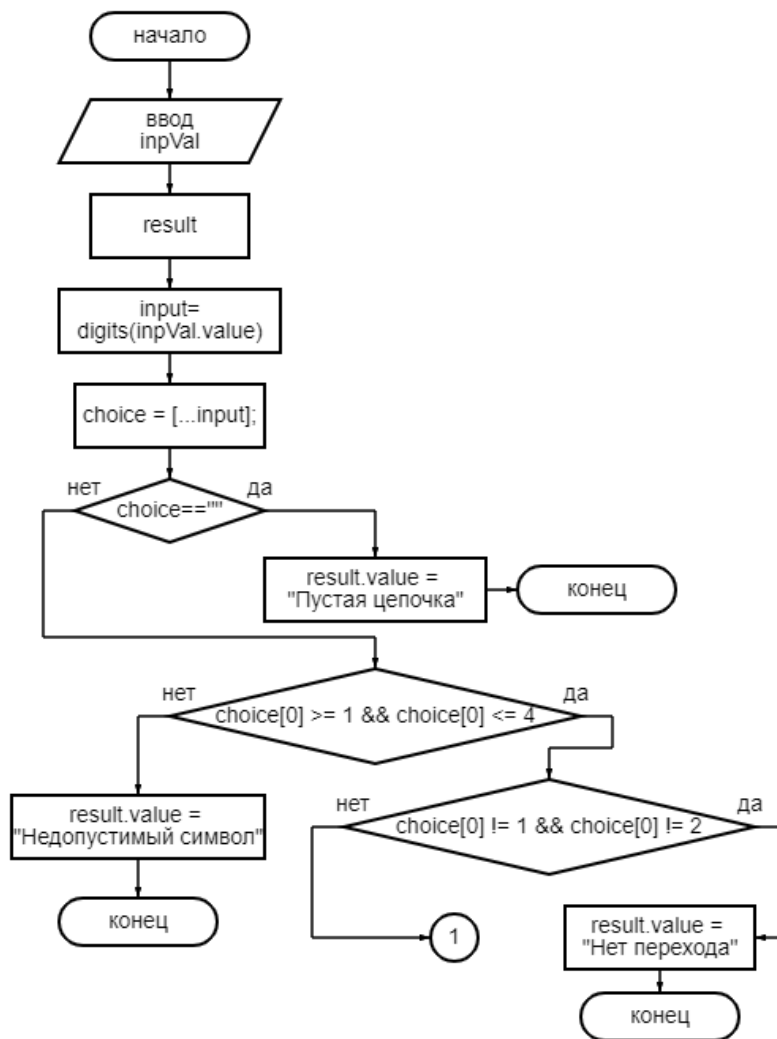 начало
ввод
inpVal
result
input=
digits(inpVal.value)
choice = [...input];
нет
да
choice==""
result.value =
"Пустая цепочка"
конец
нет
да
choice[0] >= 1 && choice[0] <= 4
result.value =
"Недопустимый символ"
нет
да
choice[0] != 1 && choice[0] != 2
конец
1
result.value =
"Нет перехода"
конец